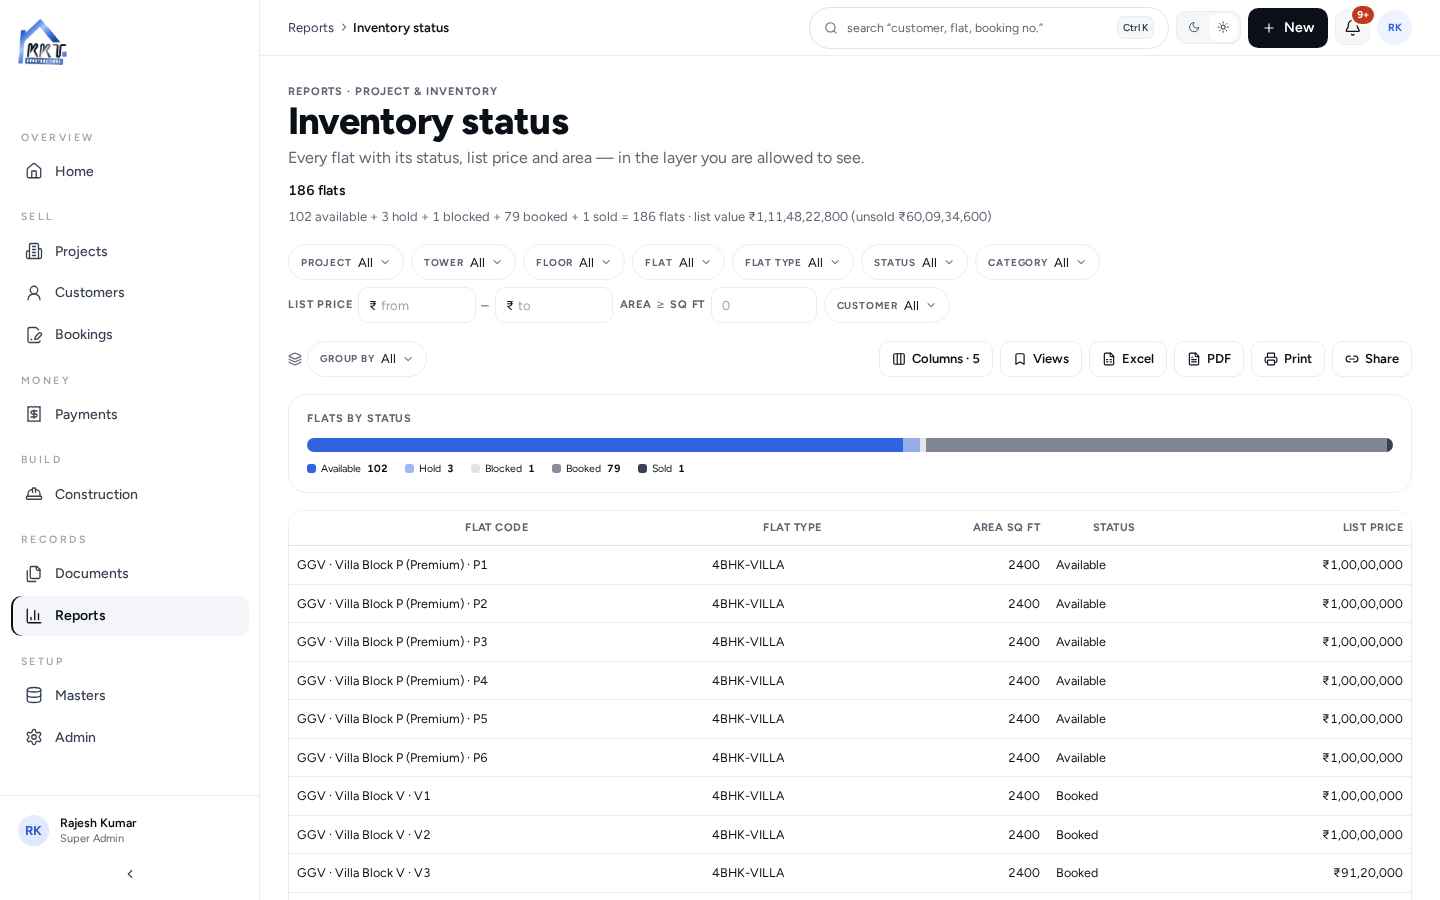 RKT
CONSTRUCTIONS
OVERVIEW
Home
SELL
Projects
Customers
Bookings
MONEY
Payments
BUILD
Construction
RECORDS
Documents
Reports
SETUP
Masters
Admin
RK
Rajesh Kumar
Super Admin
Reports > Inventory status
search “customer, flat, booking no.” Ctrl K
New
9+
RK
REPORTS · PROJECT & INVENTORY
Inventory status
Every flat with its status, list price and area — in the layer you are allowed to see.
186 flats
102 available + 3 hold + 1 blocked + 79 booked + 1 sold = 186 flats · list value ₹1,11,48,22,800 (unsold ₹60,09,34,600)
PROJECT All TOWER All FLOOR All FLAT All FLAT TYPE All STATUS All CATEGORY All
LIST PRICE ₹ from – ₹ to AREA ≥ SQ FT 0 CUSTOMER All
GROUP BY All Columns · 5 Views Excel PDF Print Share
FLATS BY STATUS
Available 102 Hold 3 Blocked 1 Booked 79 Sold 1
FLAT CODE FLAT TYPE AREA SQ FT STATUS LIST PRICE
GGV · Villa Block P (Premium) · P1 4BHK-VILLA 2400 Available ₹1,00,00,000
GGV · Villa Block P (Premium) · P2 4BHK-VILLA 2400 Available ₹1,00,00,000
GGV · Villa Block P (Premium) · P3 4BHK-VILLA 2400 Available ₹1,00,00,000
GGV · Villa Block P (Premium) · P4 4BHK-VILLA 2400 Available ₹1,00,00,000
GGV · Villa Block P (Premium) · P5 4BHK-VILLA 2400 Available ₹1,00,00,000
GGV · Villa Block P (Premium) · P6 4BHK-VILLA 2400 Available ₹1,00,00,000
GGV · Villa Block V · V1 4BHK-VILLA 2400 Booked ₹1,00,00,000
GGV · Villa Block V · V2 4BHK-VILLA 2400 Booked ₹1,00,00,000
GGV · Villa Block V · V3 4BHK-VILLA 2400 Booked ₹91,20,000